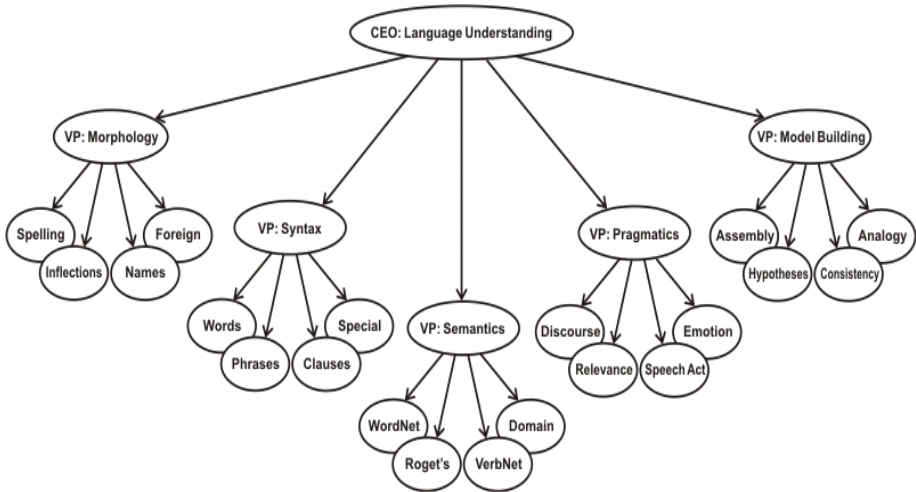 CEO: Language Understanding
VP: Morphology
VP: Model Building
Spelling
Foreign
Inflections
Names
VP: Syntax
VP: Pragmatics
Assembly
Analogy
Hypotheses
Consistency
Words
Special
Phrases
Clauses
VP: Semantics
Discourse
Emotion
Relevance
Speech Act
WordNet
Domain
Roget's
VerbNet